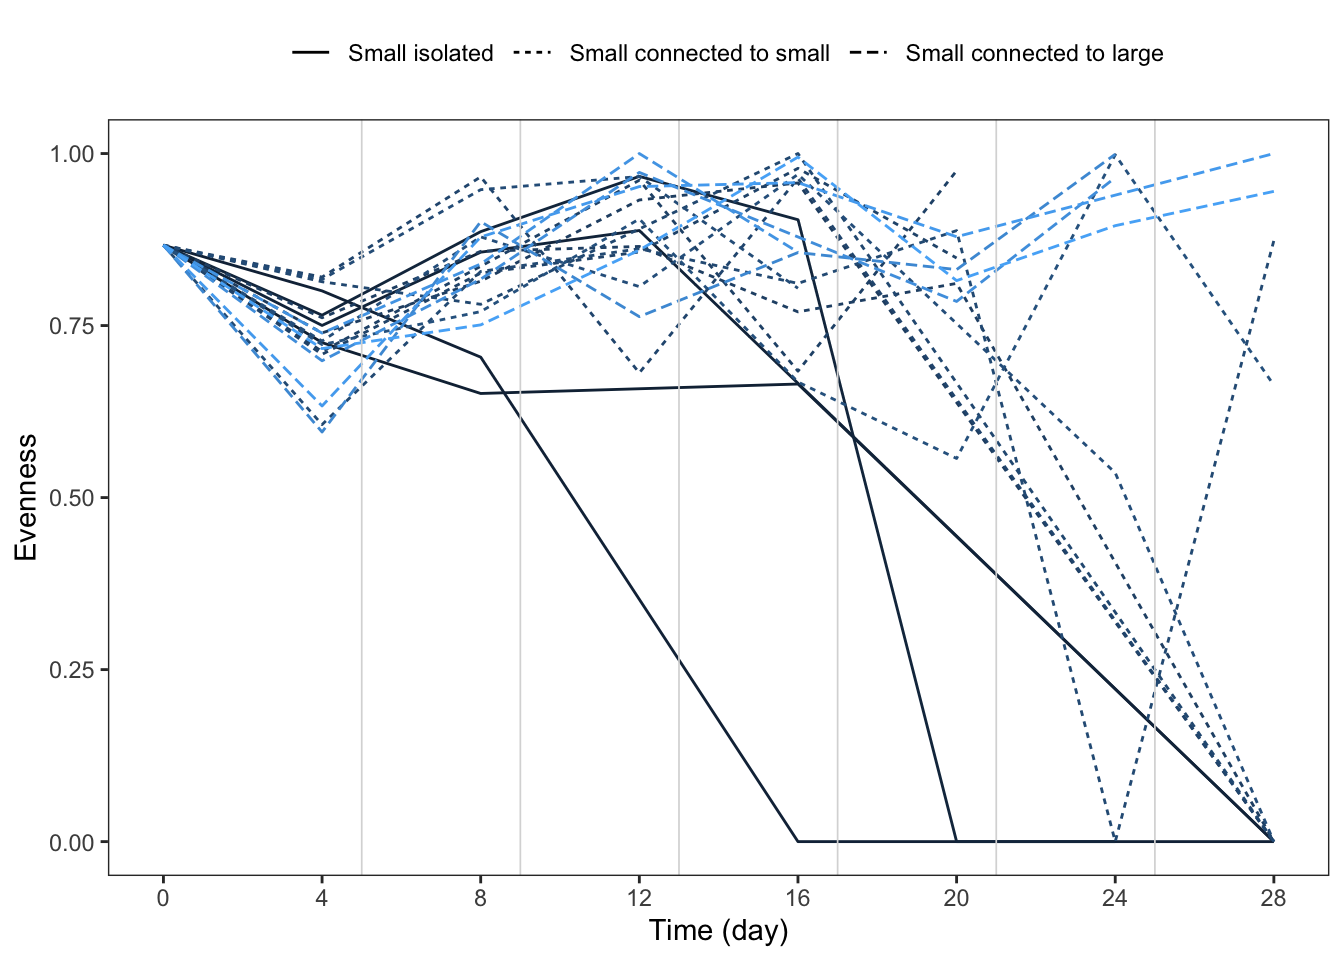 Small isolated Small connected to small Small connected to large
1.00
0.75
0.50
0.25
0.00
Evenness
0 4 8 12 16 20 24 28
Time (day)